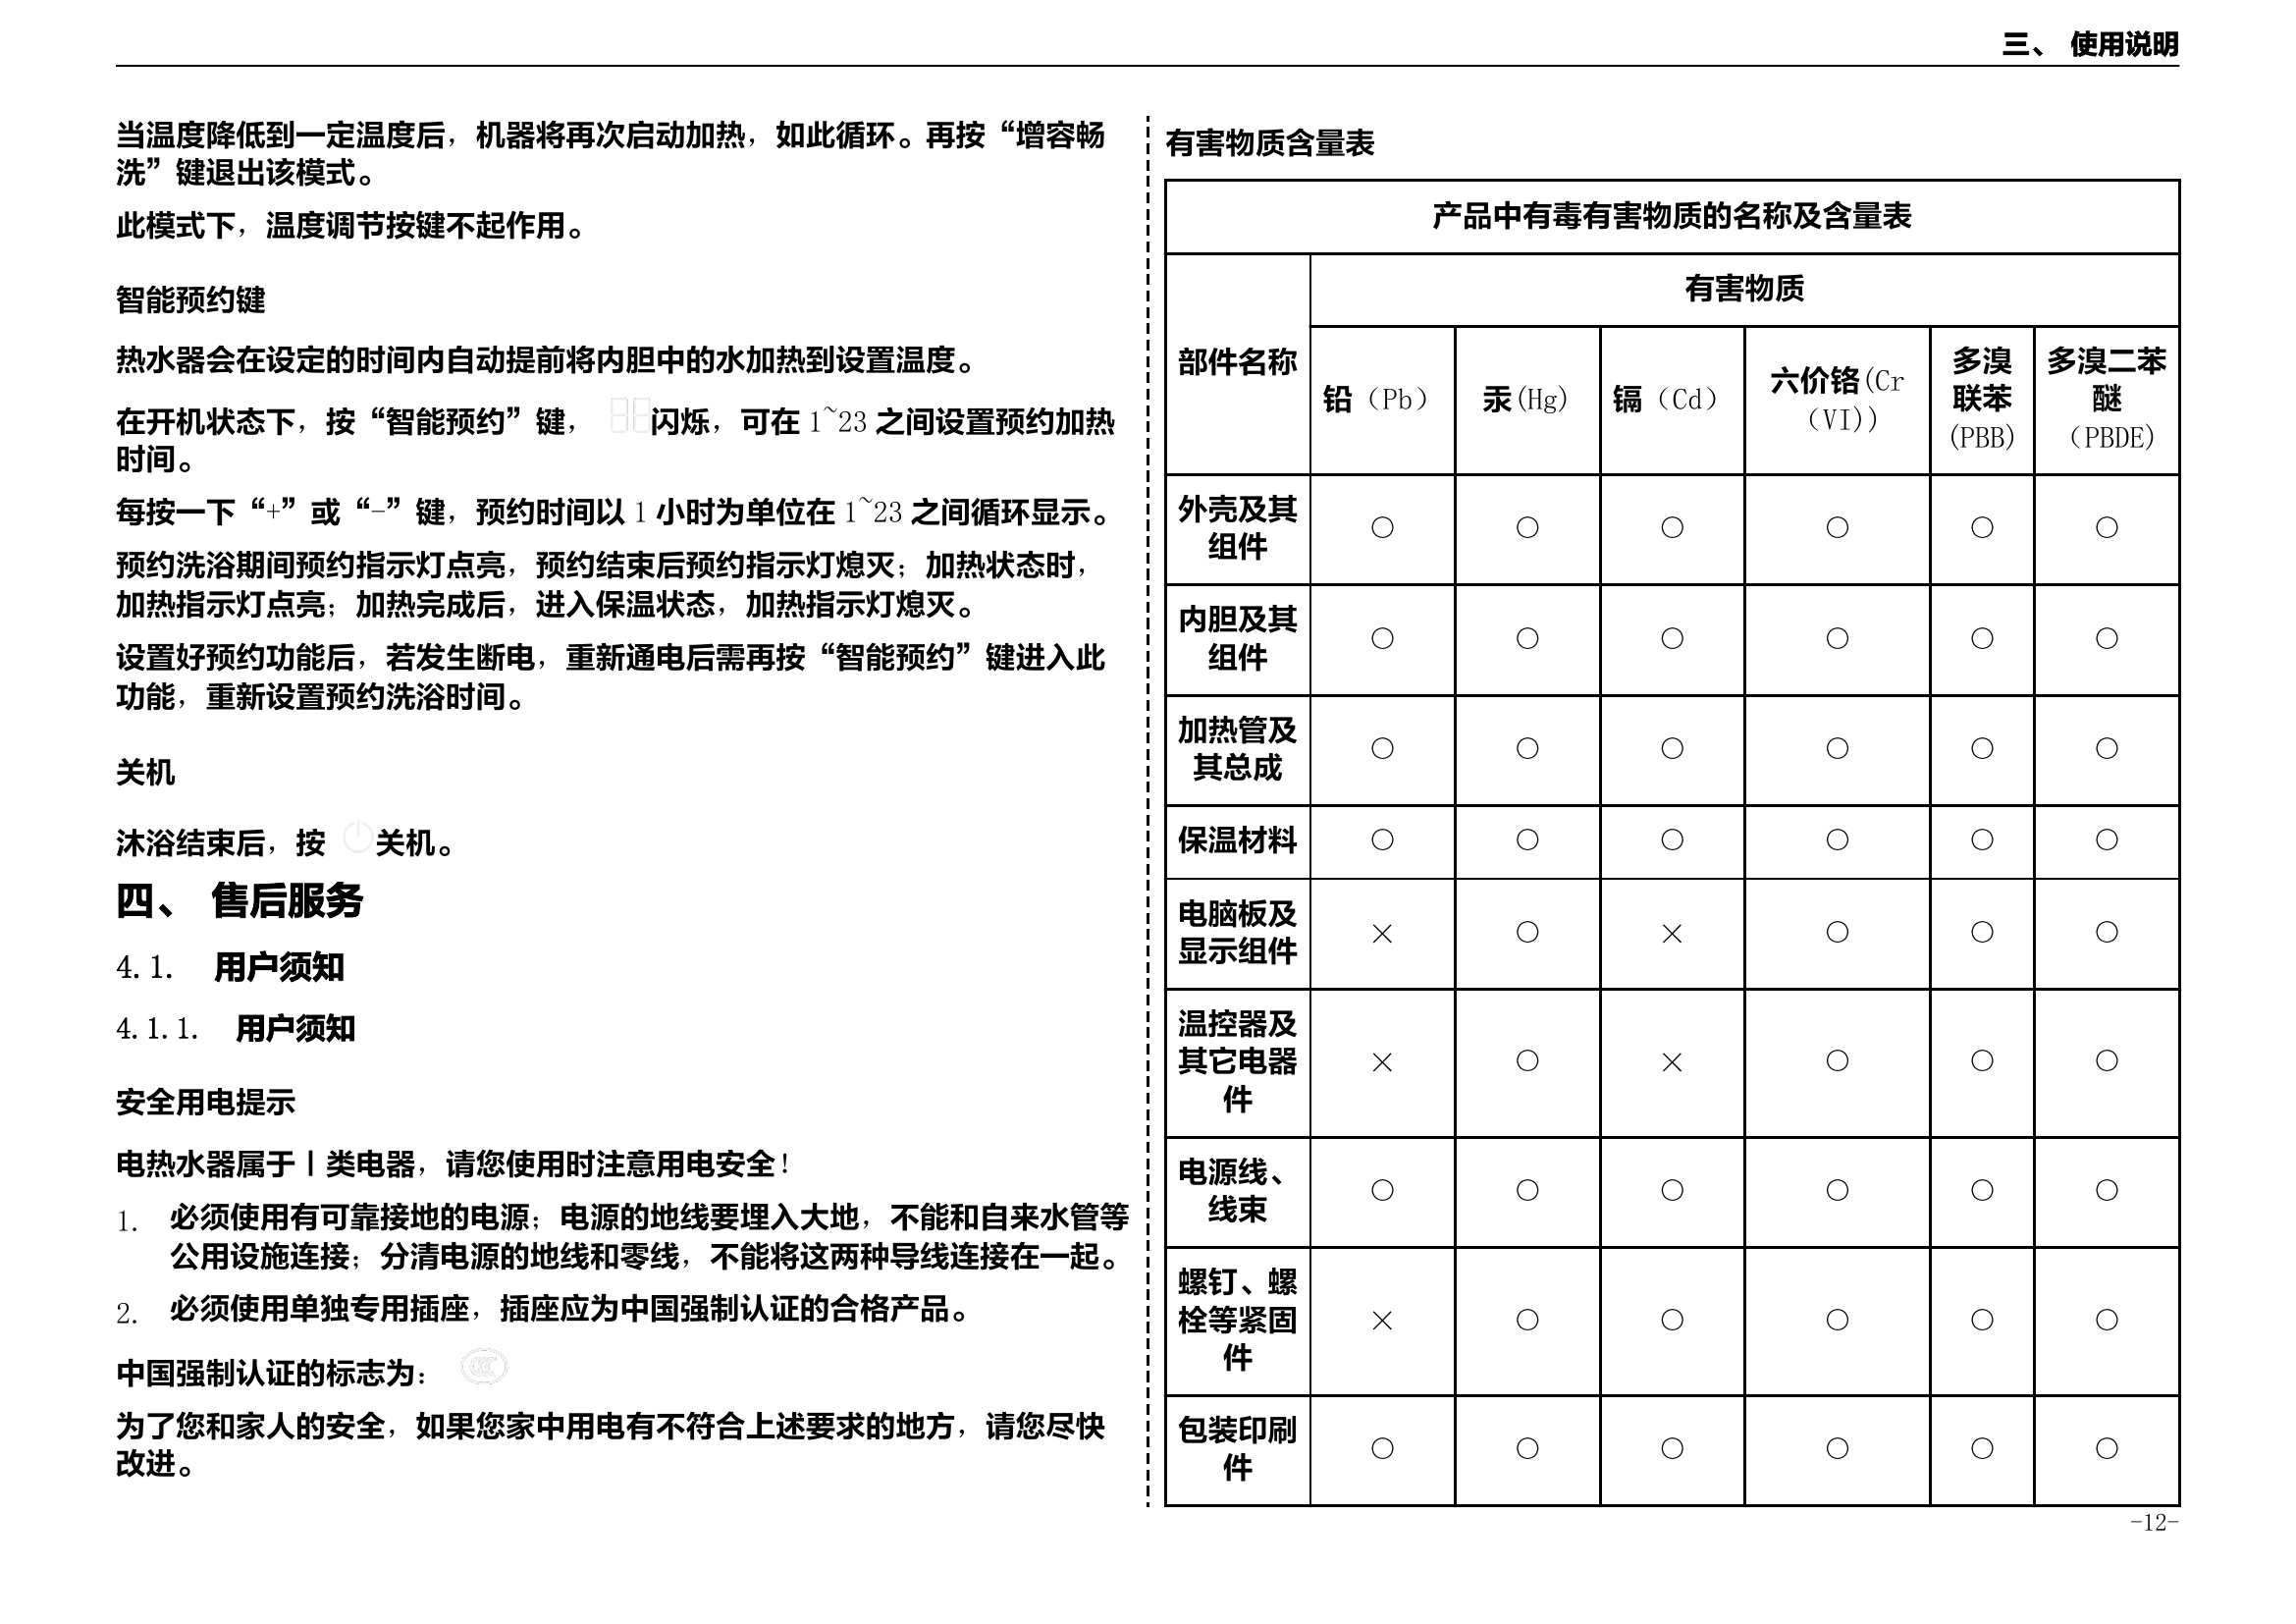 三、 使用说明
当温度降低到一定温度后，机器将再次启动加热，如此循环。再按“增容畅
洗”键退出该模式。
此模式下，温度调节按键不起作用。
智能预约键
热水器会在设定的时间内自动提前将内胆中的水加热到设置温度。
在开机状态下，按“智能预约”键， 88闪烁，可在 1~23 之间设置预约加热
时间。
每按一下“+”或“-”键，预约时间以 1 小时为单位在 1~23 之间循环显示。
预约洗浴期间预约指示灯点亮，预约结束后预约指示灯熄灭；加热状态时，
加热指示灯点亮；加热完成后，进入保温状态，加热指示灯熄灭。
设置好预约功能后，若发生断电，重新通电后需再按“智能预约”键进入此
功能，重新设置预约洗浴时间。
关机
沐浴结束后，按 关机。
四、 售后服务
4.1. 用户须知
4.1.1. 用户须知
安全用电提示
电热水器属于Ⅰ类电器，请您使用时注意用电安全！
1. 必须使用有可靠接地的电源；电源的地线要埋入大地，不能和自来水管等
公用设施连接；分清电源的地线和零线，不能将这两种导线连接在一起。
2. 必须使用单独专用插座，插座应为中国强制认证的合格产品。
中国强制认证的标志为：
为了您和家人的安全，如果您家中用电有不符合上述要求的地方，请您尽快
改进。
有害物质含量表
产品中有毒有害物质的名称及含量表
部件名称
有害物质
铅（Pb） 汞(Hg) 镉（Cd） 六价铬(Cr
（VI）) 多溴
联苯
(PBB) 多溴二苯
醚
（PBDE)
外壳及其
组件 ○ ○ ○ ○ ○ ○
内胆及其
组件 ○ ○ ○ ○ ○ ○
加热管及
其总成 ○ ○ ○ ○ ○ ○
保温材料 ○ ○ ○ ○ ○ ○
电脑板及
显示组件 × ○ × ○ ○ ○
温控器及
其它电器
件 × ○ × ○ ○ ○
电源线、
线束 ○ ○ ○ ○ ○ ○
螺钉、螺
栓等紧固
件 × ○ ○ ○ ○ ○
包装印刷
件 ○ ○ ○ ○ ○ ○
-12-